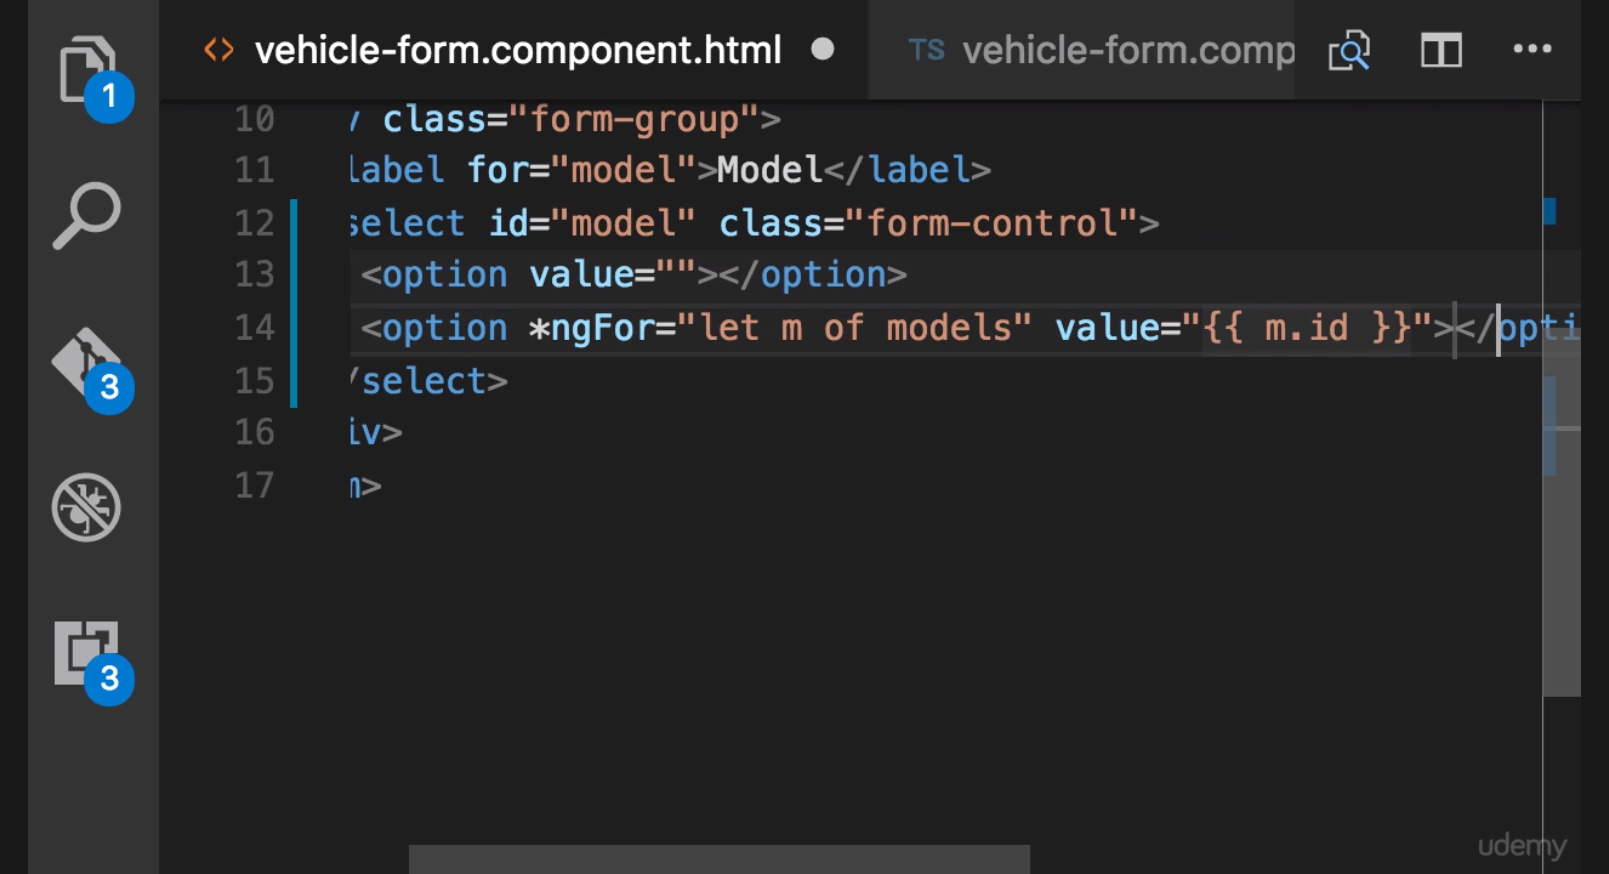 vehicle-form.component.html
TS vehicle-form.comp
1
10 class="form-group">
11 label for="model">Model</label>
12 select id="model" class="form-control">
13 <option value=""></option>
14 <option *ngFor="let m of models" value="{{ m.id }}"></opti
15 /select>
16 iv>
17 m>
3
3
udemy